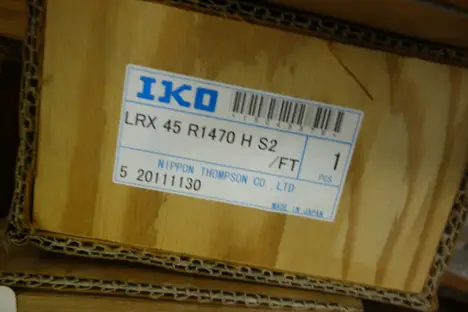 IKO
LRX 45 R1470 H S2
/FT
1
PCS
NIPPON THOMPSON CO., LTD
5 20111130
MADE IN JAPAN